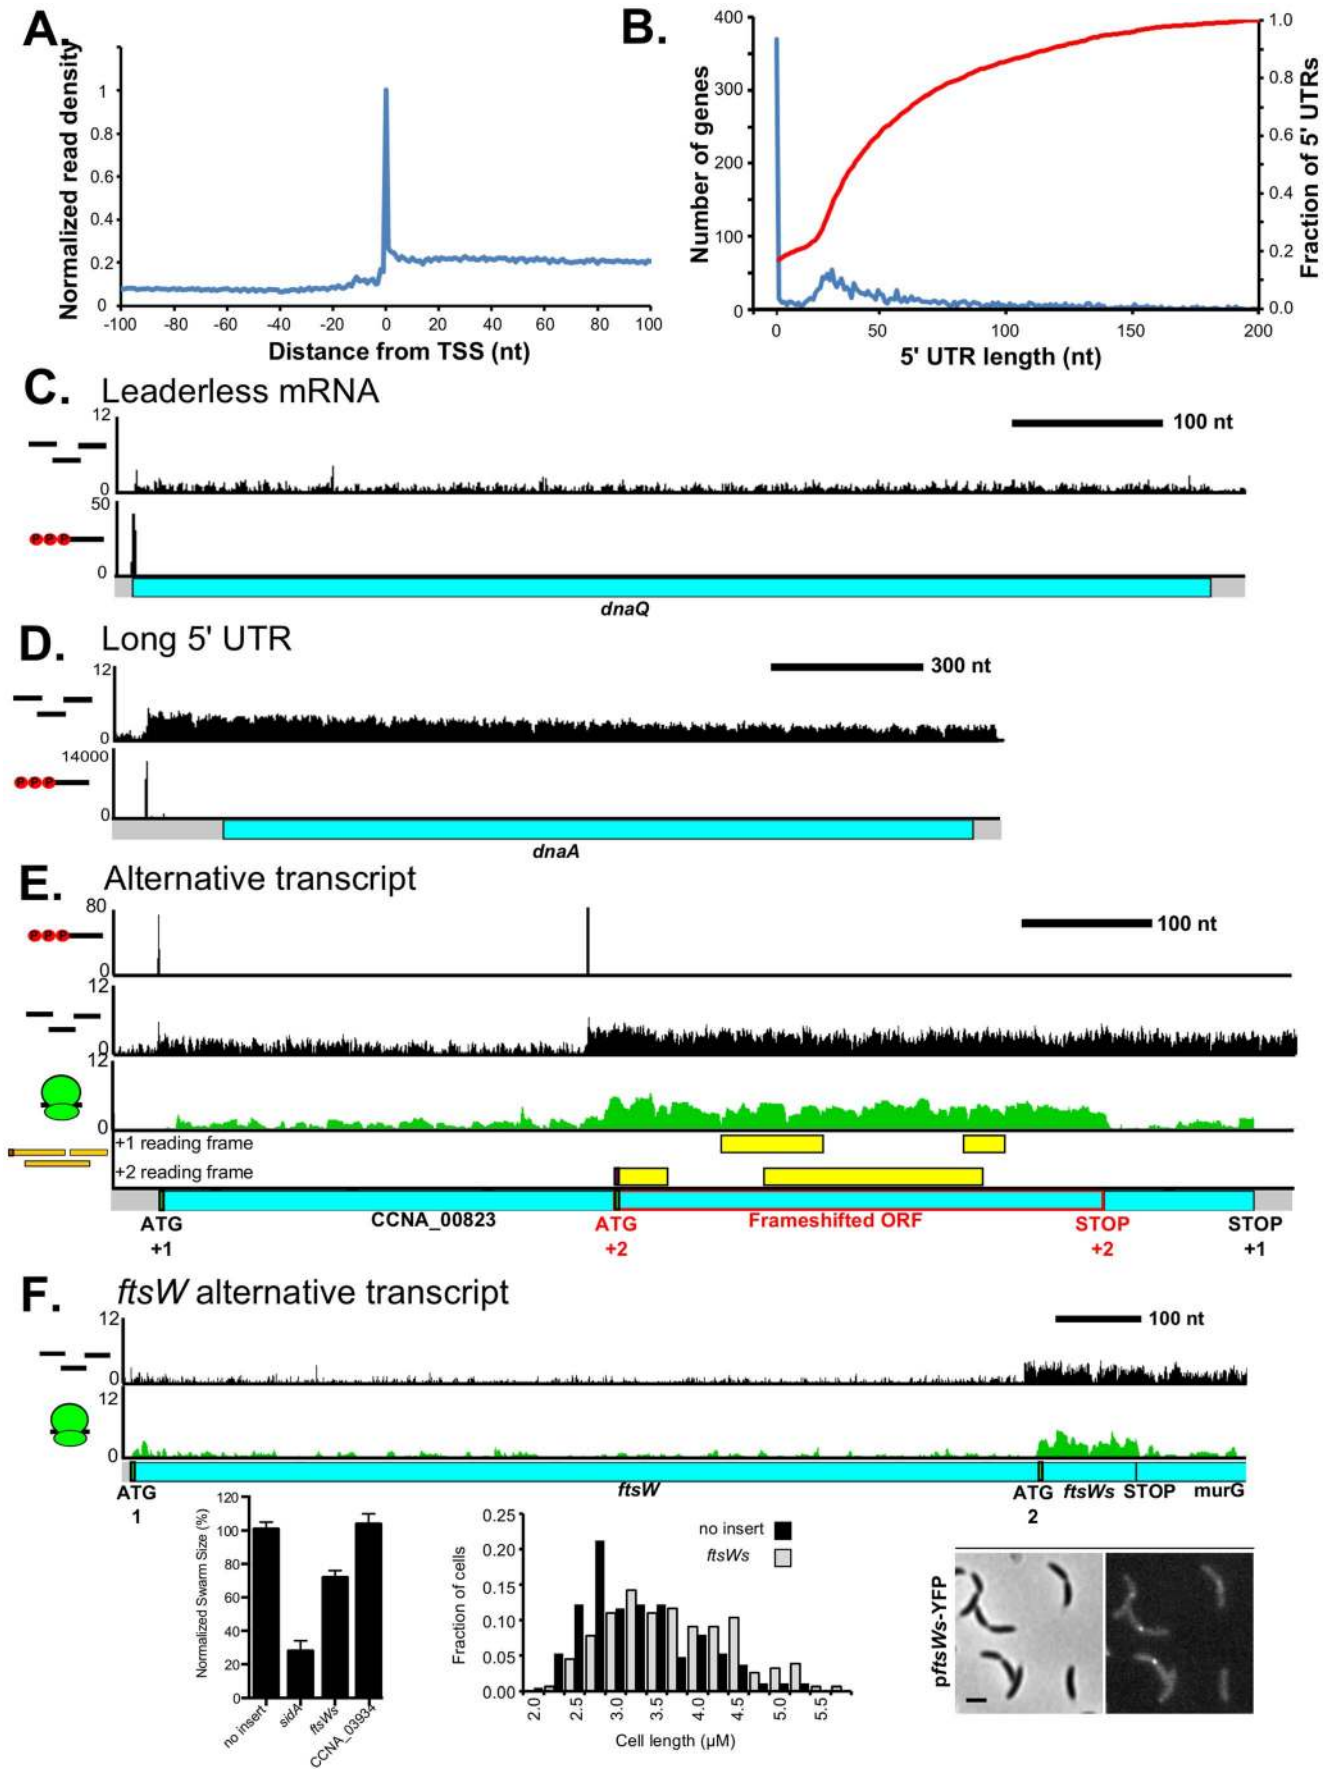 A.
Normalized read density
1
0.8
0.6
0.4
0.2
0
-100 -80 -60 -40 -20 0 20 40 60 80 100
Distance from TSS (nt)
B.
Number of genes
400
300
200
100
0
1.0
0.8
0.6
0.4
0.2
0.0
Fraction of 5' UTRs
0 50 100 150 200
5' UTR length (nt)
C. Leaderless mRNA
12
0
100 nt
50
0
P P P
dnaQ
D. Long 5' UTR
12
0
300 nt
14000
0
P P P
dnaA
E. Alternative transcript
80
0
P P P
100 nt
12
0
12
0
+1 reading frame
+2 reading frame
ATG CCNA_00823 ATG Frameshifted ORF STOP STOP
+1 +2 +2 +1
F. ftsW alternative transcript
12
0
100 nt
12
0
ATG ftsW ATG ftsWs STOP murG
1 2
Normalized Swarm Size (%)
120
100
80
60
40
20
0
no insert sidA ftsWs CCNA_03934
Fraction of cells
0.25
0.20
0.15
0.10
0.05
0.00
no insert
ftsWs
2.0 2.5 3.0 3.5 4.0 4.5 5.0 5.5
Cell length (µM)
pftsWs-YFP